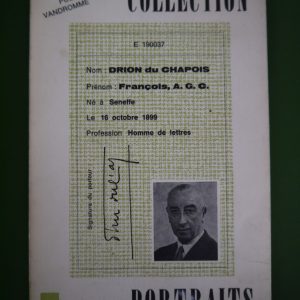 COLLECTION
VANDROMME
E 190037
Nom : DRION du CHAPOIS
Prénom : François, A. G. G.
Né à Seneffe
Le 16 octobre 1899
Profession Homme de lettres
Signature du porteur :
PORTRAITS